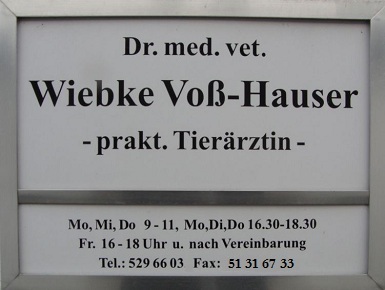 Dr. med. vet.
Wiebke Voß-Hauser
- prakt. Tierärztin -
Mo, Mi, Do 9 - 11, Mo,Di,Do 16.30-18.30
Fr. 16 - 18 Uhr u. nach Vereinbarung
Tel.: 529 66 03 Fax: 51 31 67 33